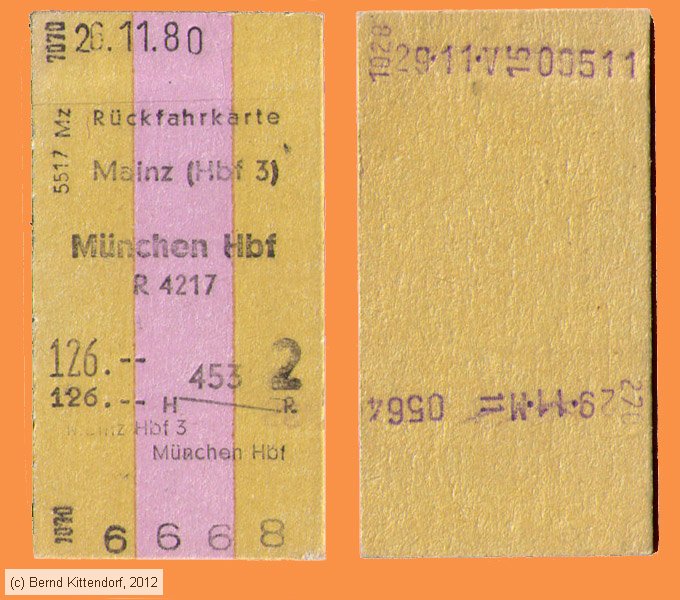 7070 26.11.80
5517 Mz
Rückfahrkarte
Mainz (Hbf 3)
München Hbf
R 4217
126.-- 453 2
126.-- H R
Mainz Hbf 3
München Hbf
7070
6 6 6 8
1028 29·11·V 15 00511
29·11·M II 0564
(c) Bernd Kittendorf, 2012